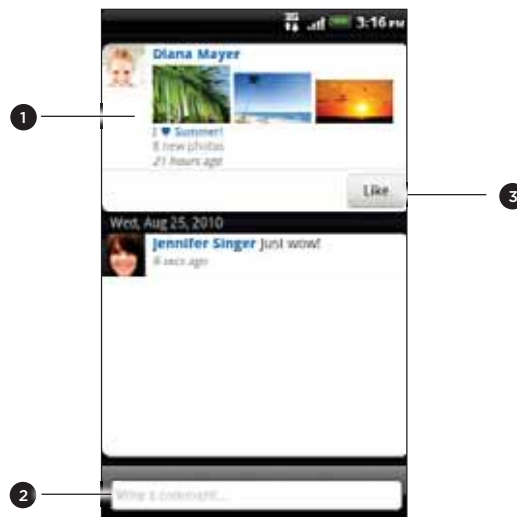 3G 3:16 PM
Diana Mayer
1
I ♥ Summer!
8 new photos
21 hours ago
Like
3
Wed, Aug 25, 2010
Jennifer Singer Just wow!
6 secs ago
2
Write a comment...